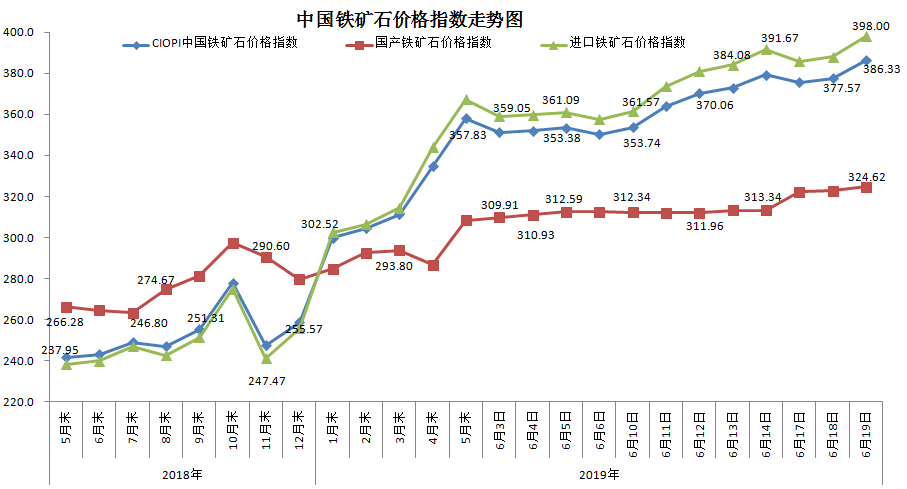 中国铁矿石价格指数走势图
CIOPI中国铁矿石价格指数 国产铁矿石价格指数 进口铁矿石价格指数
400.0
380.0
360.0
340.0
320.0
300.0
280.0
260.0
240.0
220.0
266.28
237.95
246.80
274.67
251.31
290.60
247.47
255.57
302.52
293.80
357.83
309.91
359.05
310.93
361.09
353.38
312.59
361.57
353.74
312.34
370.06
311.96
384.08
391.67
313.34
377.57
398.00
386.33
324.62
5月末
6月末
7月末
8月末
9月末
10月末
11月末
12月末
1月末
2月末
3月末
4月末
5月末
6月3日
6月4日
6月5日
6月6日
6月10日
6月11日
6月12日
6月13日
6月14日
6月17日
6月18日
6月19日
2018年 2019年